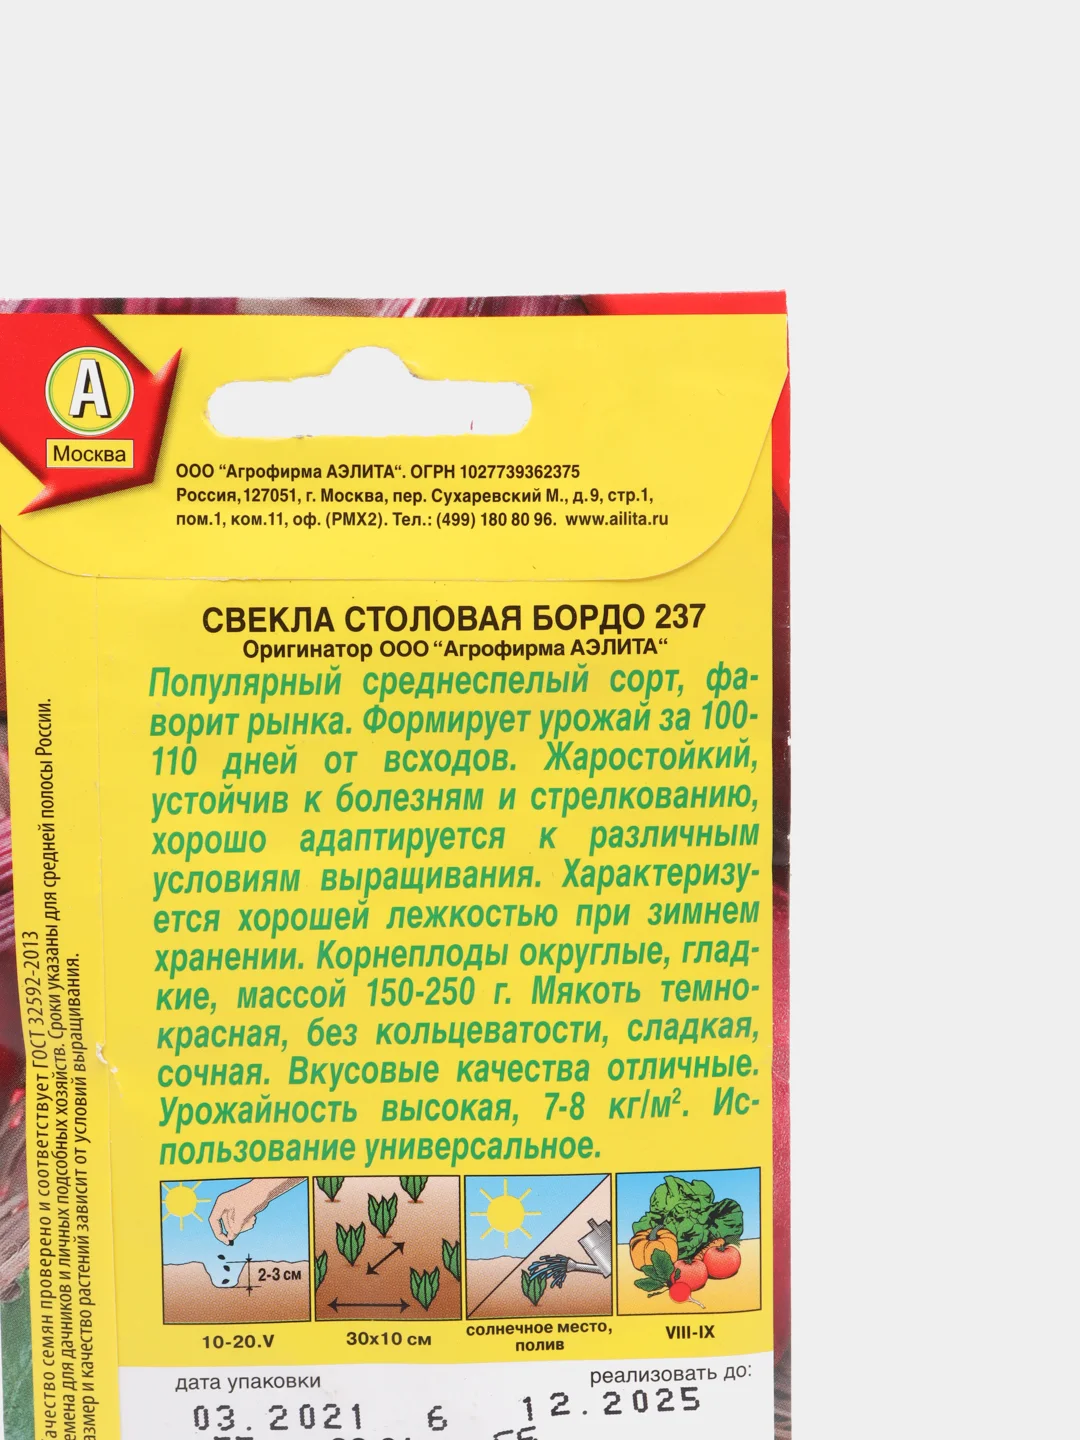 А
Москва
ООО “Агрофирма АЭЛИТА“. ОГРН 1027739362375
Россия,127051, г. Москва, пер. Сухаревский М., д.9, стр.1,
пом.1, ком.11, оф. (РМХ2). Тел.: (499) 180 80 96. www.ailita.ru
СВЕКЛА СТОЛОВАЯ БОРДО 237
Оригинатор ООО “Агрофирма АЭЛИТА“
Популярный среднеспелый сорт, фа-
ворит рынка. Формирует урожай за 100-
110 дней от всходов. Жаростойкий,
устойчив к болезням и стрелкованию,
хорошо адаптируется к различным
условиям выращивания. Характеризу-
ется хорошей лежкостью при зимнем
хранении. Корнеплоды округлые, глад-
кие, массой 150-250 г. Мякоть темно-
красная, без кольцеватости, сладкая,
сочная. Вкусовые качества отличные.
Урожайность высокая, 7-8 кг/м². Ис-
пользование универсальное.
2-3 см
10-20.V
30x10 см
солнечное место,
полив
VIII-IX
дата упаковки
реализовать до:
03.2021 6 12.2025
ачество семян проверено и соответствует ГОСТ 32592-2013
емена для дачников и личных подсобных хозяйств. Сроки указаны для средней полосы России.
азмер и качество растений зависит от условий выращивания.